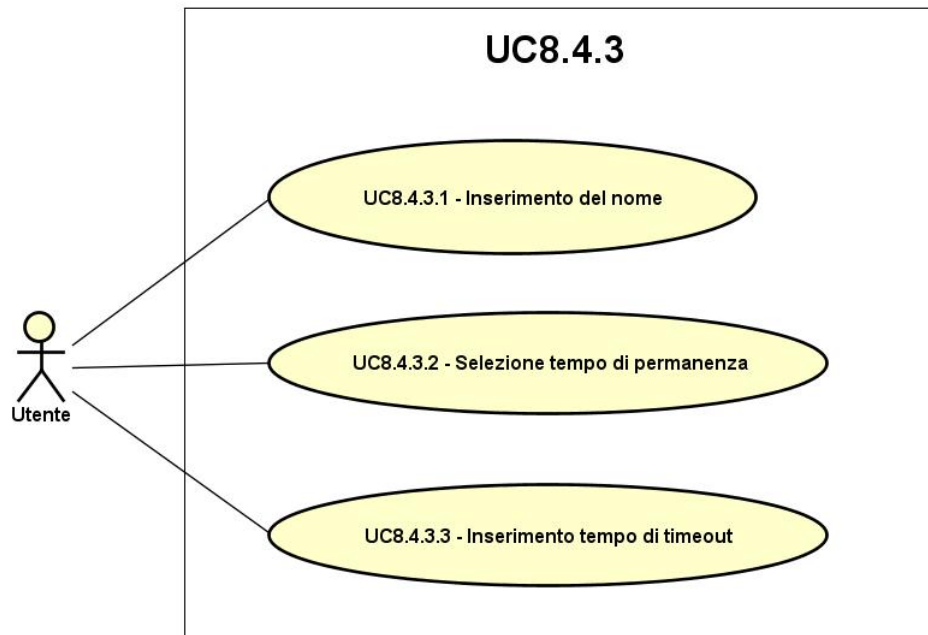 UC8.4.3
UC8.4.3.1 - Inserimento del nome
UC8.4.3.2 - Selezione tempo di permanenza
Utente
UC8.4.3.3 - Inserimento tempo di timeout